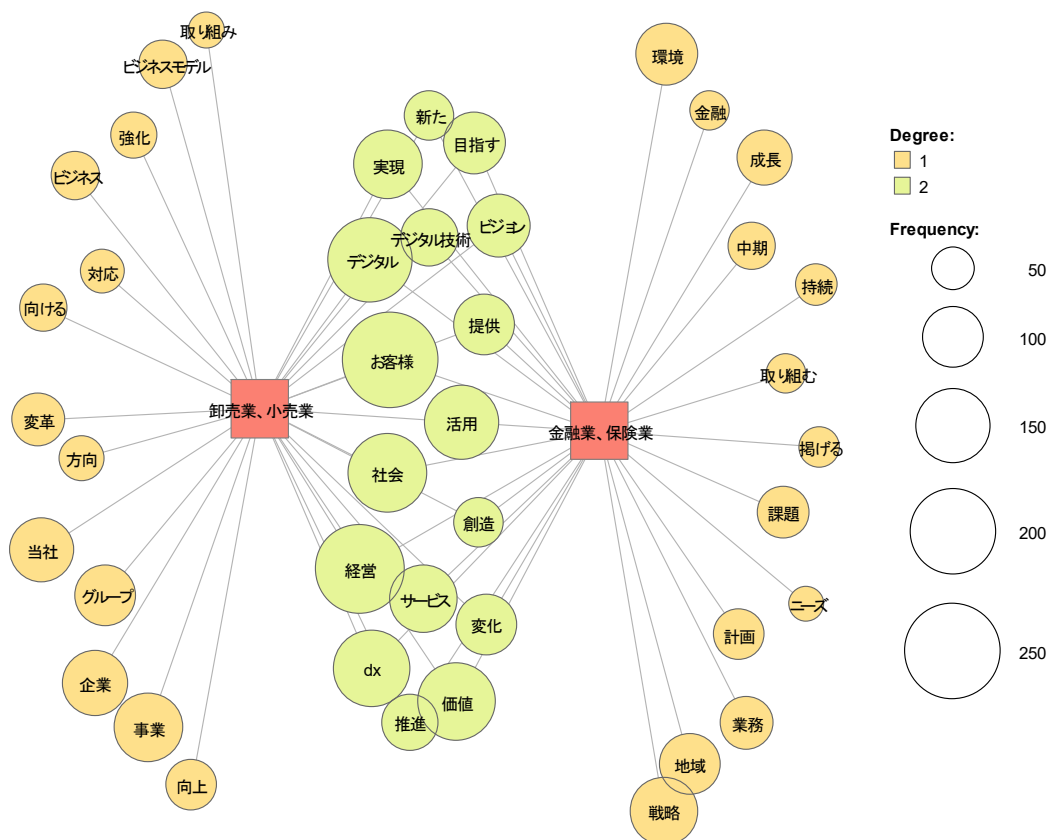 取り組み
ビジネスモデル
強化
ビジネス
対応
向ける
変革
方向
当社
グループ
企業
事業
向上
卸売業、小売業
新た
目指す
実現
ビジョン
デジタル技術
デジタル
提供
お客様
活用
社会
創造
経営
サービス
変化
dx
価値
推進
金融業、保険業
環境
金融
成長
中期
持続
取り組む
掲げる
課題
ニーズ
計画
業務
地域
戦略
Degree:
1
2
Frequency:
50
100
150
200
250